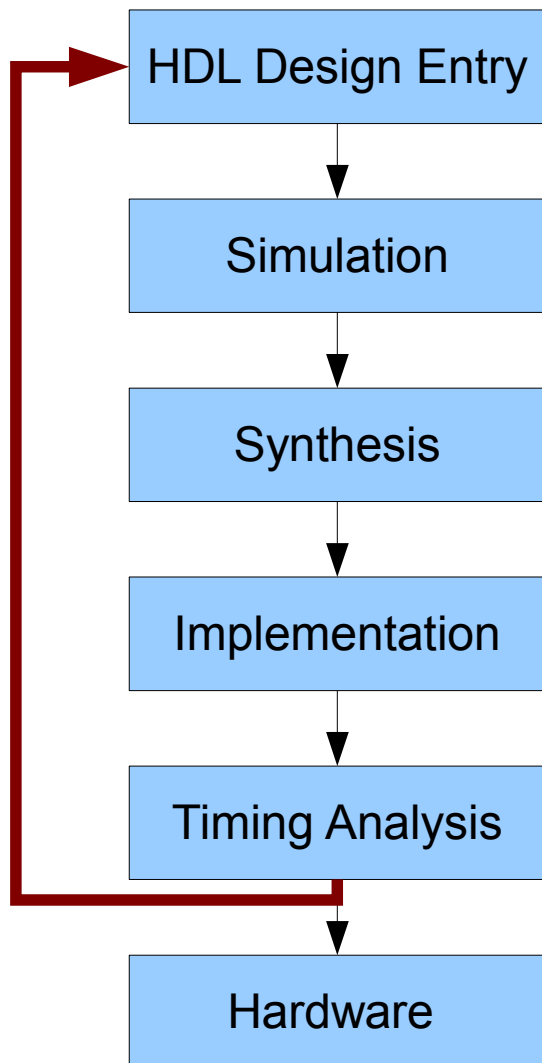 HDL Design Entry
Simulation
Synthesis
Implementation
Timing Analysis
Hardware